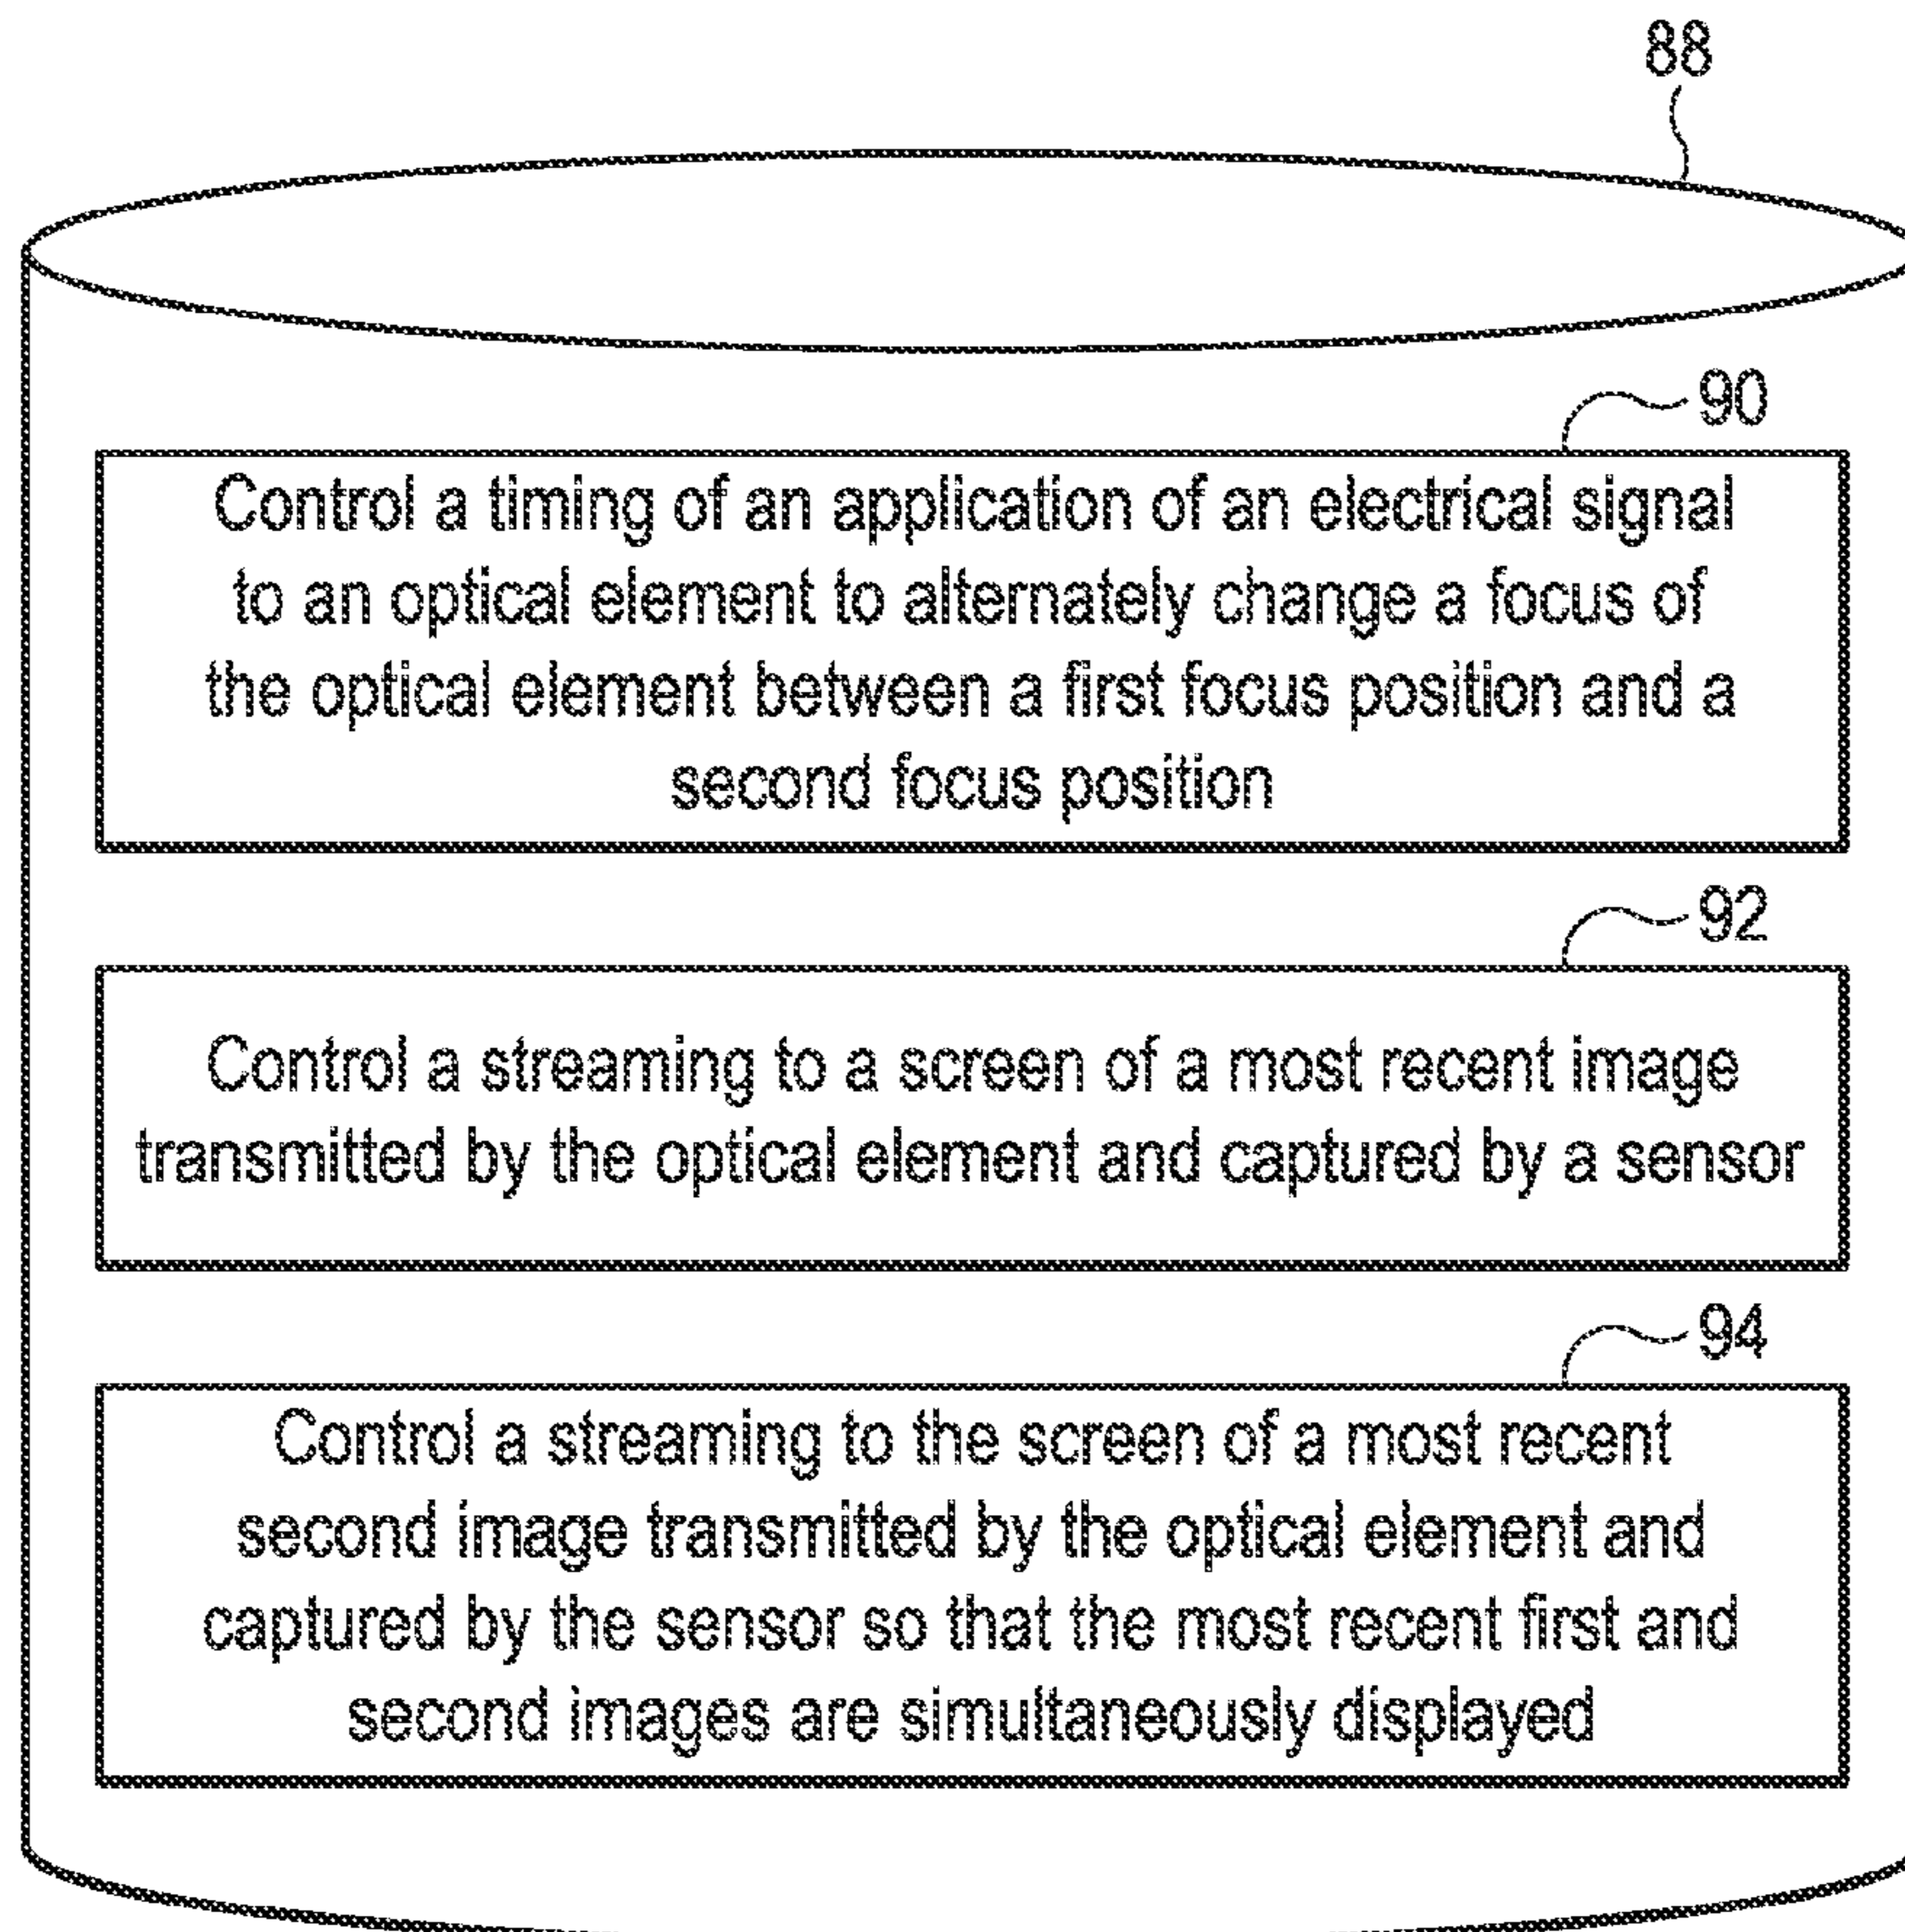 88
90
Control a timing of an application of an electrical signal
to an optical element to alternately change a focus of
the optical element between a first focus position and a
second focus position
92
Control a streaming to a screen of a most recent image
transmitted by the optical element and captured by a sensor
94
Control a streaming to the screen of a most recent
second image transmitted by the optical element and
captured by the sensor so that the most recent first and
second images are simultaneously displayed